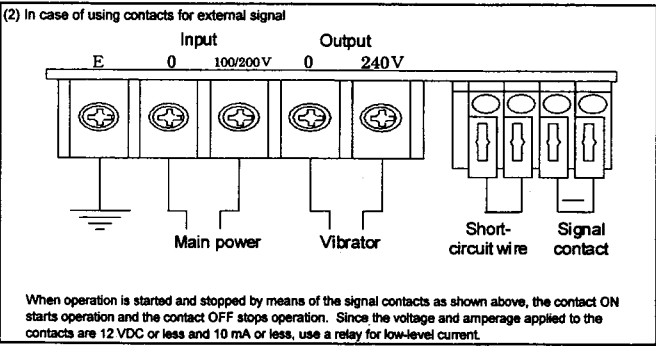 (2) In case of using contacts for external signal
Input Output
E 0 100/200V 0 240V
Main power Vibrator
Short-
circuit wire
Signal
contact
When operation is started and stopped by means of the signal contacts as shown above, the contact ON
starts operation and the contact OFF stops operation. Since the voltage and amperage applied to the
contacts are 12 VDC or less and 10 mA or less, use a relay for low-level current.